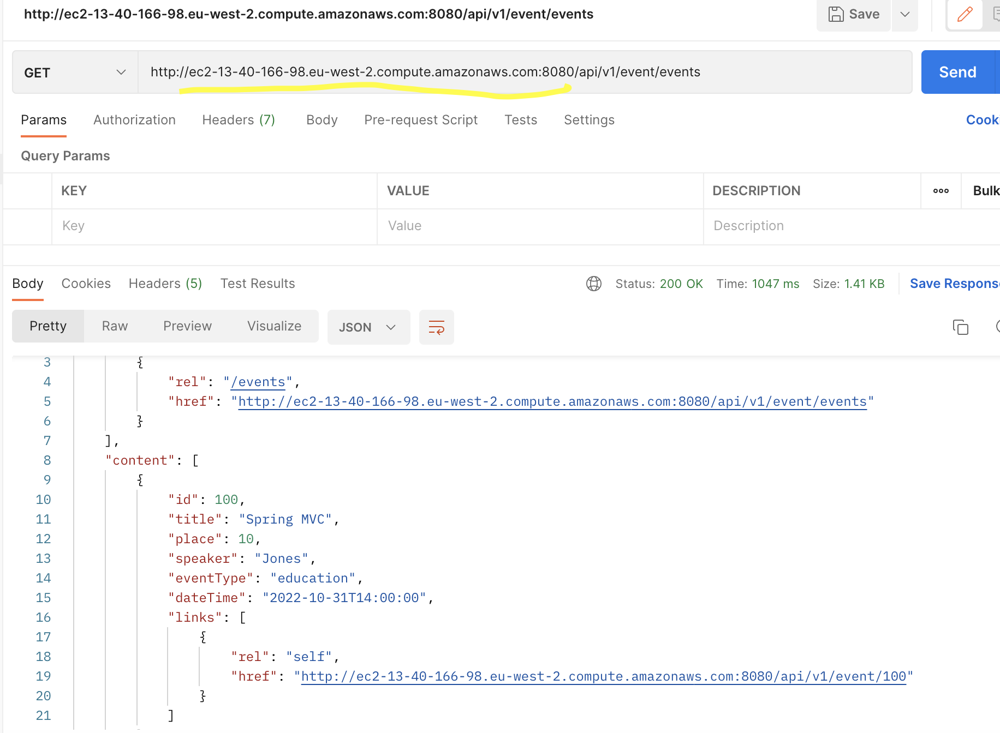 http://ec2-13-40-166-98.eu-west-2.compute.amazonaws.com:8080/api/v1/event/events Save
GET http://ec2-13-40-166-98.eu-west-2.compute.amazonaws.com:8080/api/v1/event/events Send
Params Authorization Headers (7) Body Pre-request Script Tests Settings Cooki
Query Params
KEY VALUE DESCRIPTION ooo Bulk
Key Value Description
Body Cookies Headers (5) Test Results Status: 200 OK Time: 1047 ms Size: 1.41 KB Save Respons
Pretty Raw Preview Visualize JSON
3 {
4 "rel": "/events",
5 "href": "http://ec2-13-40-166-98.eu-west-2.compute.amazonaws.com:8080/api/v1/event/events"
6 }
7 ],
8 "content": [
9 {
10 "id": 100,
11 "title": "Spring MVC",
12 "place": 10,
13 "speaker": "Jones",
14 "eventType": "education",
15 "dateTime": "2022-10-31T14:00:00",
16 "links": [
17 {
18 "rel": "self",
19 "href": "http://ec2-13-40-166-98.eu-west-2.compute.amazonaws.com:8080/api/v1/event/100"
20 }
21 ]